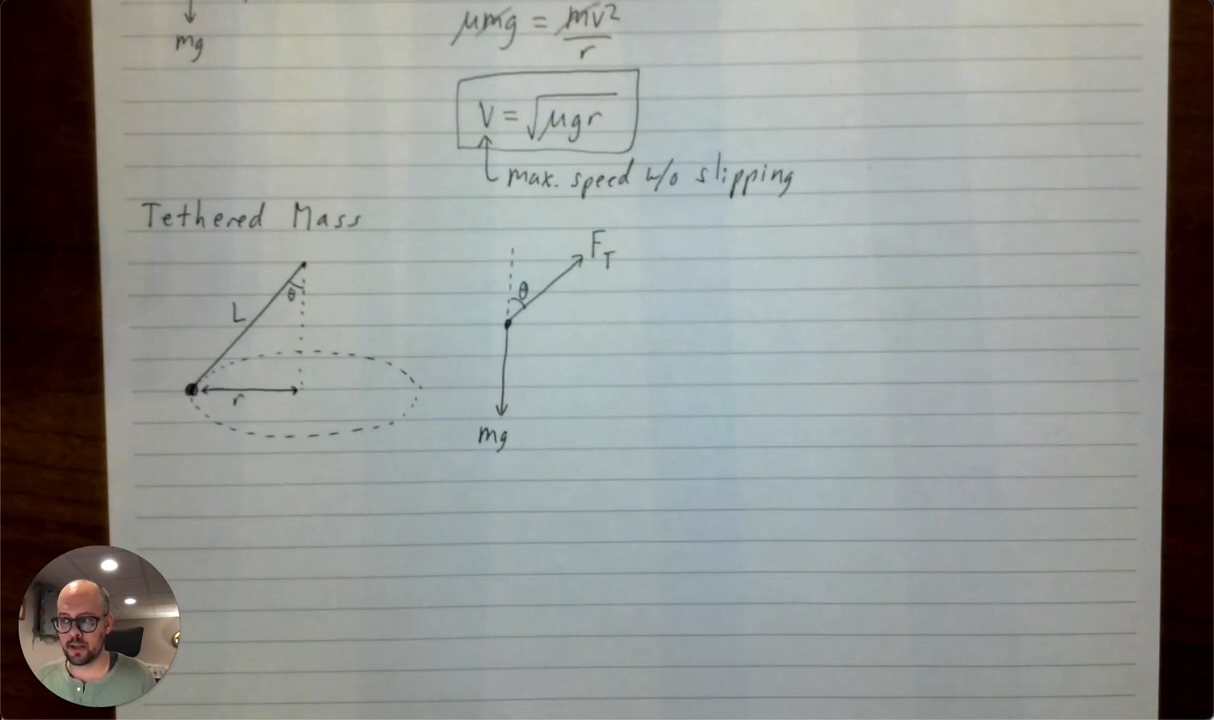 mg
μmg = mv²/r
V = √μgr
max. speed w/o slipping
Tethered Mass
θ
L
r
F_T
θ
mg